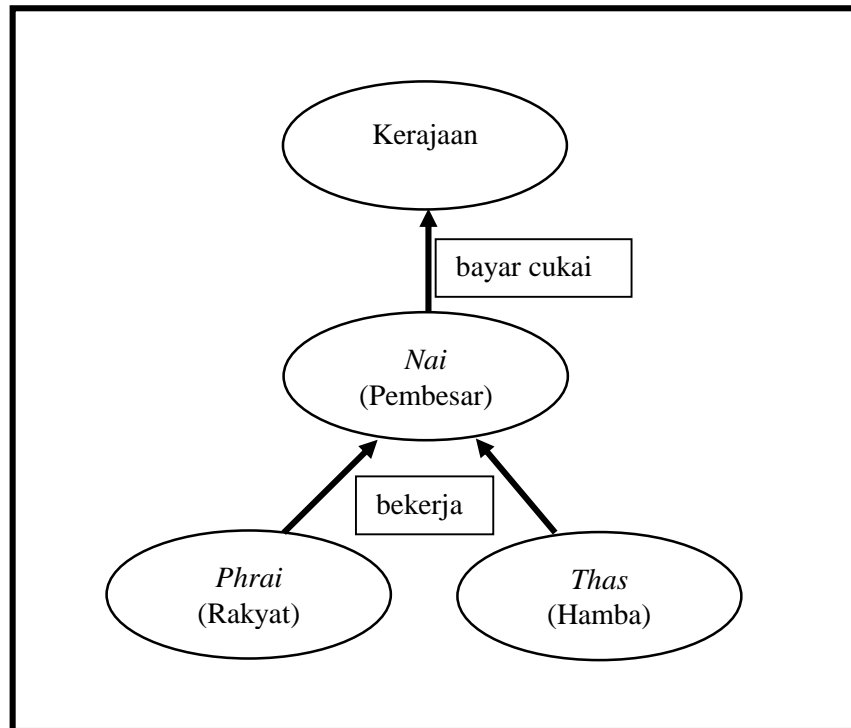 Kerajaan
bayar cukai
Nai
(Pembesar)
bekerja
Phrai
(Rakyat)
Thas
(Hamba)